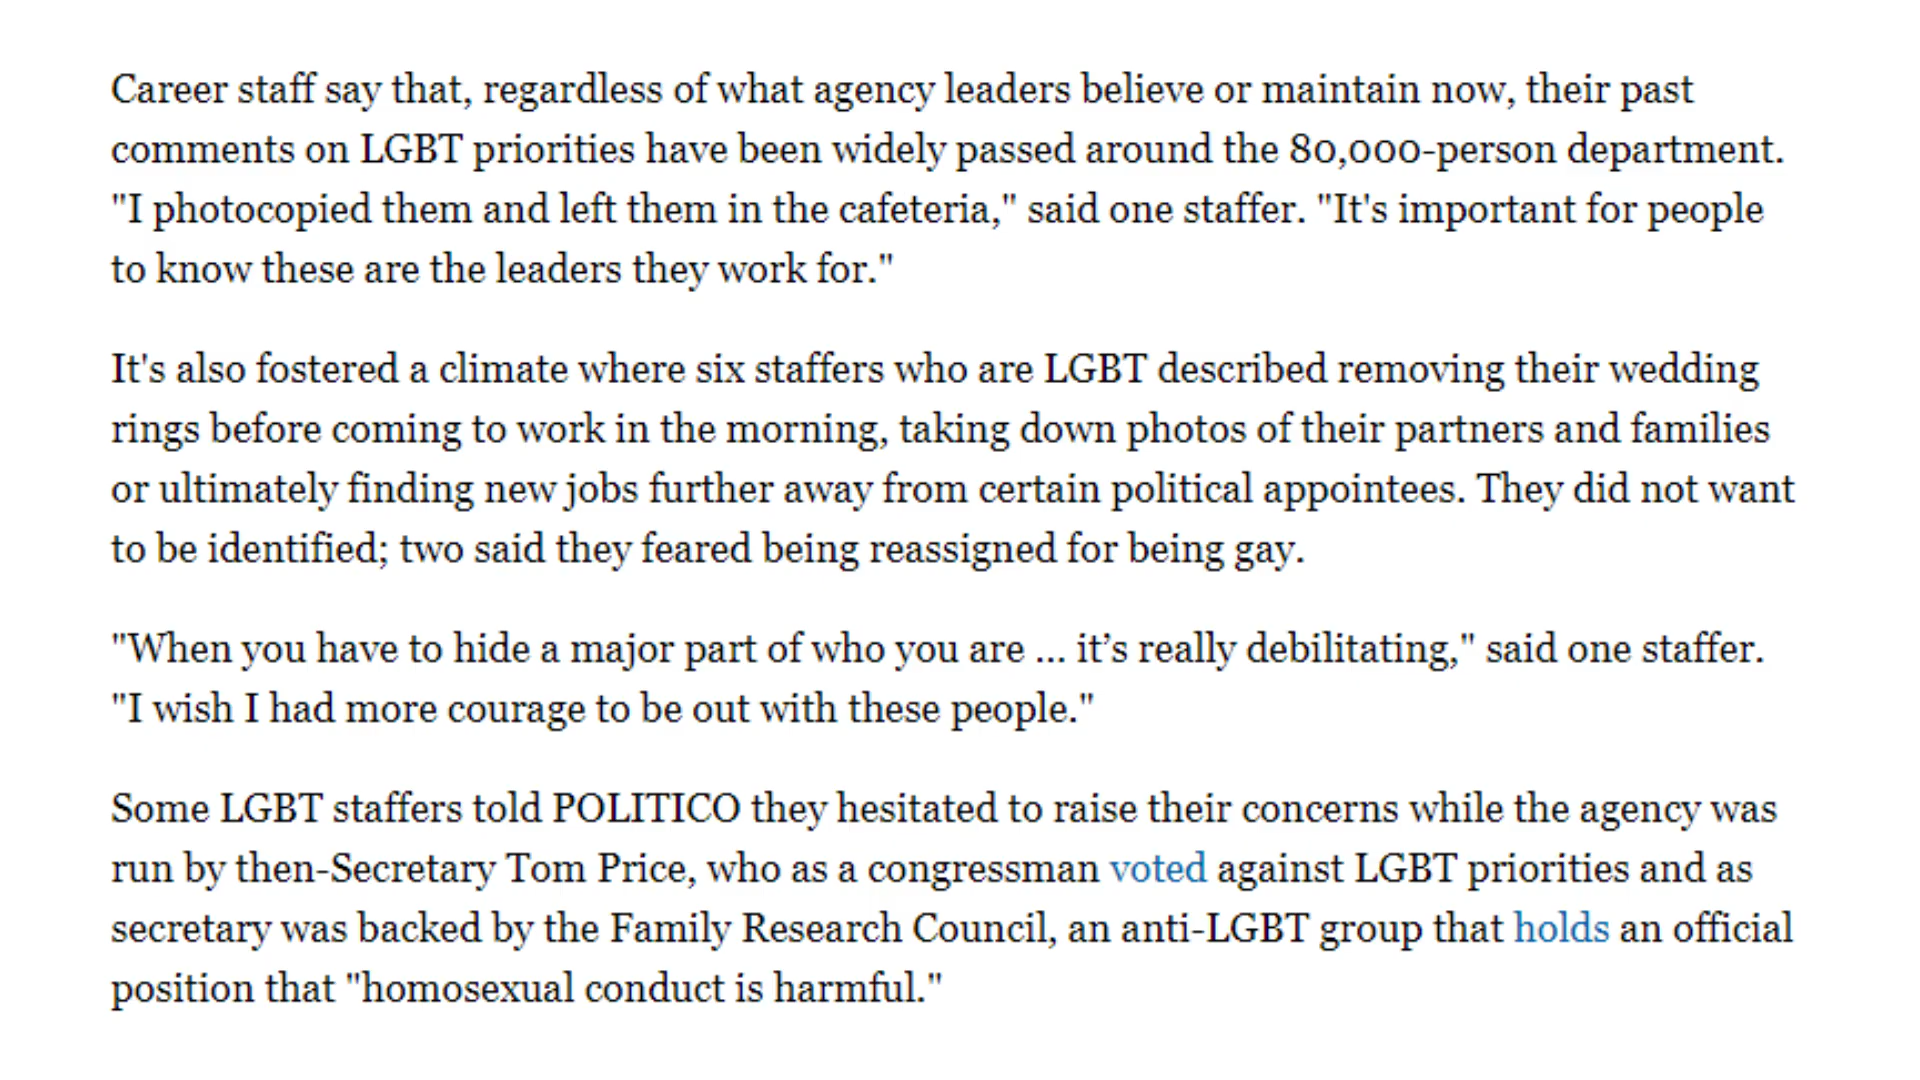 Career staff say that, regardless of what agency leaders believe or maintain now, their past
comments on LGBT priorities have been widely passed around the 80,000-person department.
"I photocopied them and left them in the cafeteria," said one staffer. "It's important for people
to know these are the leaders they work for."
It's also fostered a climate where six staffers who are LGBT described removing their wedding
rings before coming to work in the morning, taking down photos of their partners and families
or ultimately finding new jobs further away from certain political appointees. They did not want
to be identified; two said they feared being reassigned for being gay.
"When you have to hide a major part of who you are ... it’s really debilitating," said one staffer.
"I wish I had more courage to be out with these people."
Some LGBT staffers told POLITICO they hesitated to raise their concerns while the agency was
run by then-Secretary Tom Price, who as a congressman voted against LGBT priorities and as
secretary was backed by the Family Research Council, an anti-LGBT group that holds an official
position that "homosexual conduct is harmful."